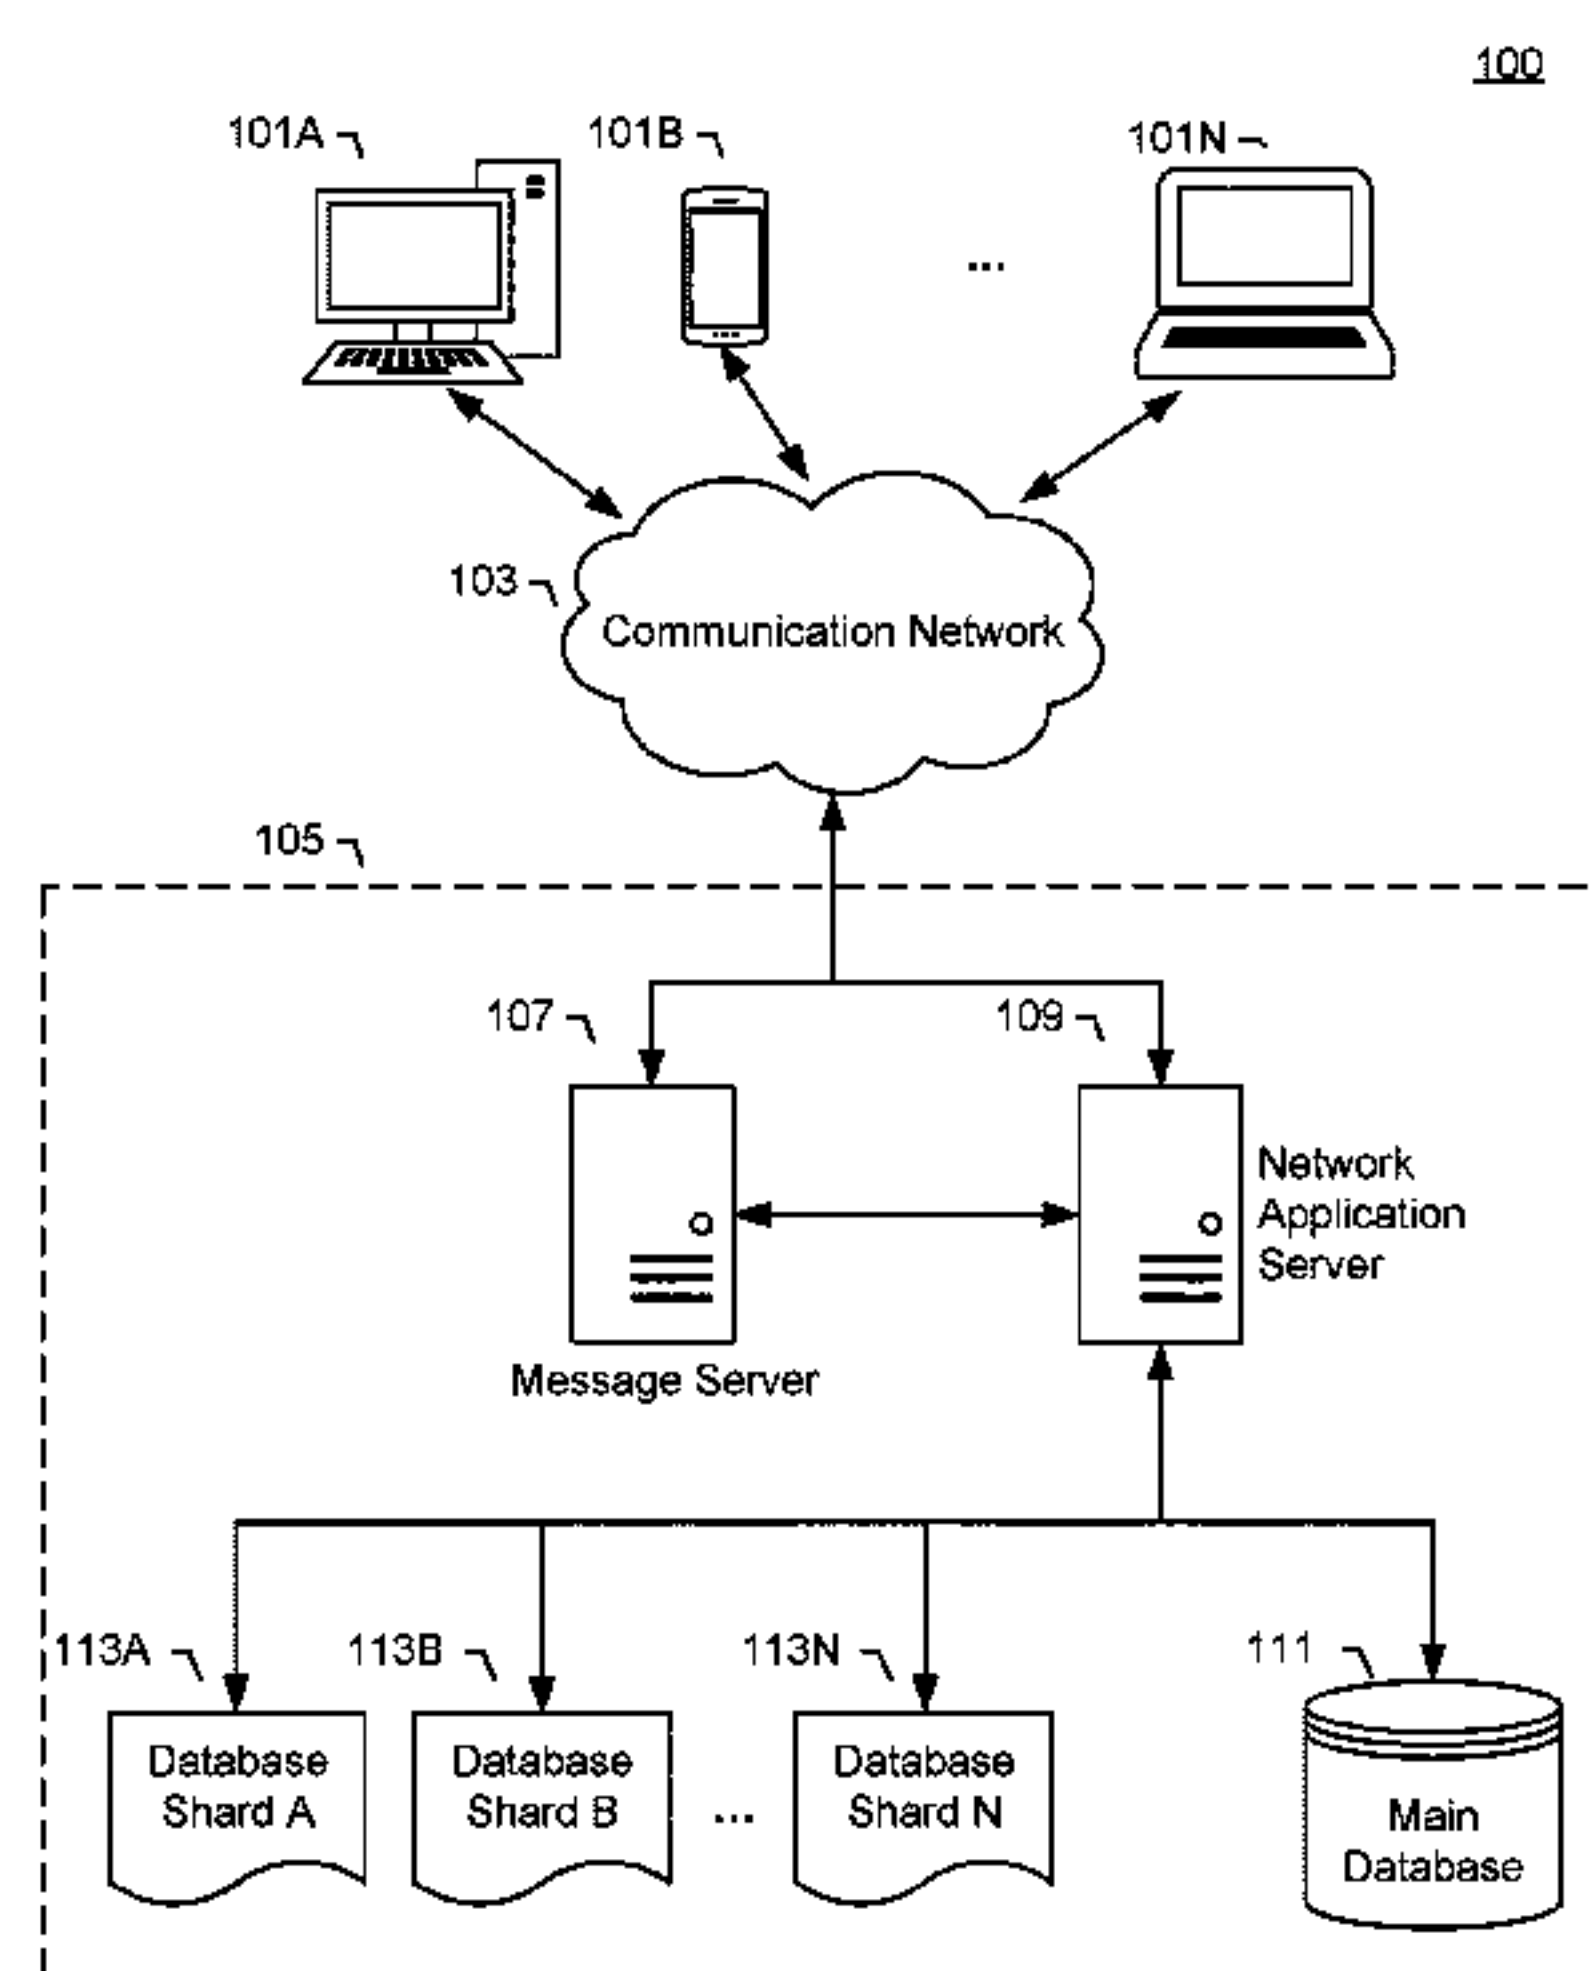 100
101A
101B
101N
...
103
Communication Network
105
107
109
Network
Application
Server
Message Server
113A
113B
113N
111
Database
Shard A
Database
Shard B
...
Database
Shard N
Main
Database